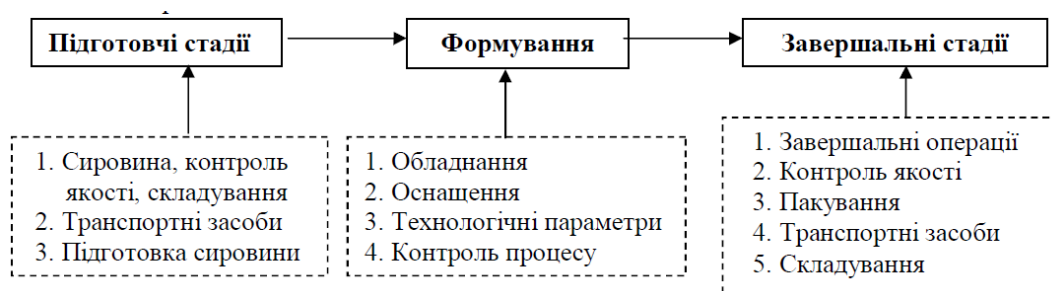 Підготовчі стадії
Формування
Завершальні стадії
1. Сировина, контроль
якості, складування
2. Транспортні засоби
3. Підготовка сировини
1. Обладнання
2. Оснащення
3. Технологічні параметри
4. Контроль процесу
1. Завершальні операції
2. Контроль якості
3. Пакування
4. Транспортні засоби
5. Складування